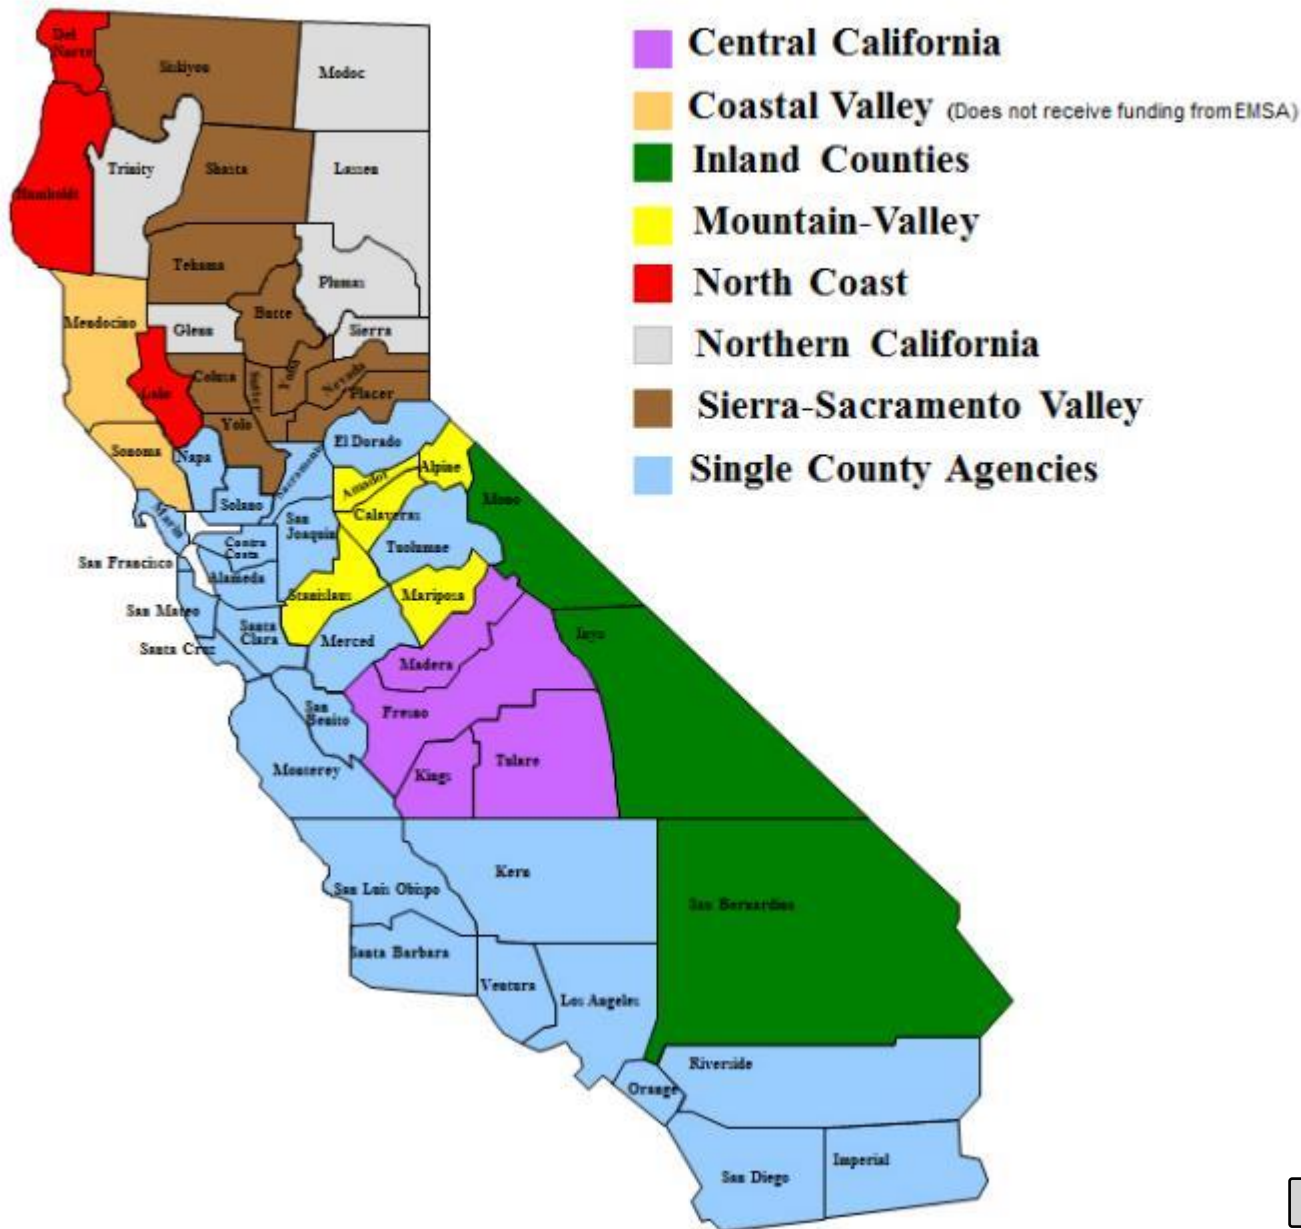 Central California
Coastal Valley (Does not receive funding from EMSA)
Inland Counties
Mountain-Valley
North Coast
Northern California
Sierra-Sacramento Valley
Single County Agencies
Del
Norte
Siskiyou
Modoc
Humboldt
Trinity
Shasta
Lassen
Tehama
Plumas
Mendocino
Glenn
Butte
Sierra
Lake
Colusa
Sutter
Yuba
Nevada
Placer
Yolo
Sonoma
Napa
Sacramento
El Dorado
Amador
Alpine
Solano
Mono
Marin
San
Joaquin
Calaveras
Tuolumne
Contra
Costa
San Francisco
Alameda
Stanislaus
Mariposa
San Mateo
Santa
Clara
Merced
Inyo
Santa Cruz
Madera
San
Benito
Fresno
Monterey
Kings
Tulare
Kern
San Luis Obispo
San Bernardino
Santa Barbara
Ventura
Los Angeles
Riverside
Orange
San Diego
Imperial